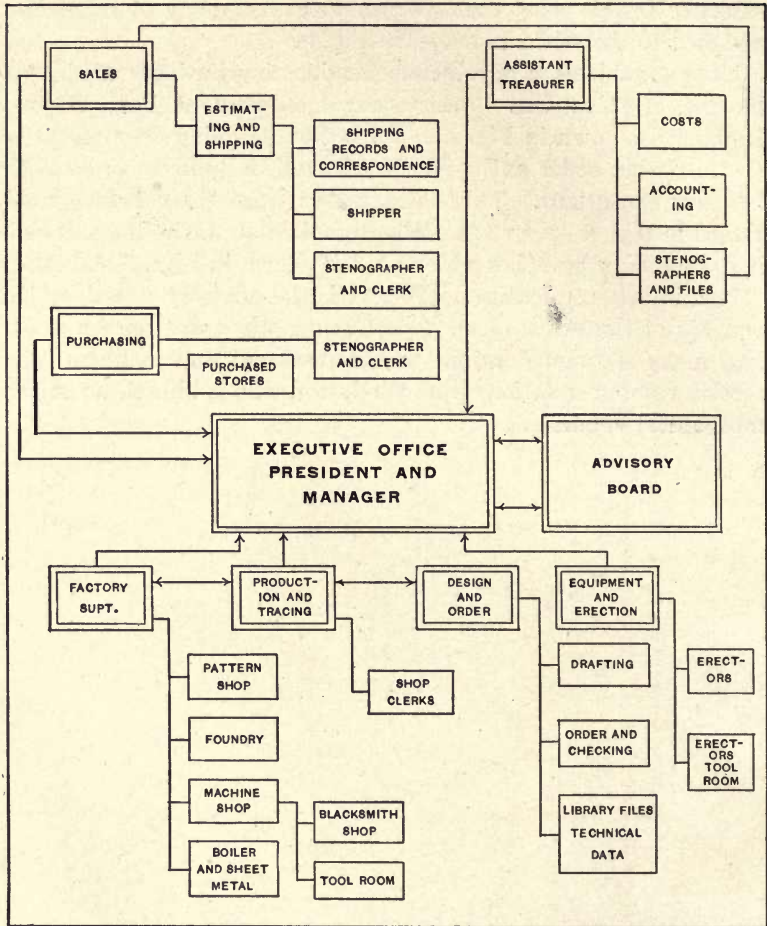 SALES
ESTIMAT-
ING AND
SHIPPING
SHIPPING
RECORDS AND
CORRESPONDENCE
SHIPPER
STENOGRAPHER
AND CLERK
ASSISTANT
TREASURER
COSTS
ACCOUNT-
ING
STENOG-
RAPHERS
AND FILES
PURCHASING
STENOGRAPHER
AND CLERK
PURCHASED
STORES
EXECUTIVE OFFICE
PRESIDENT AND
MANAGER
ADVISORY
BOARD
FACTORY
SUPT.
PRODUCT-
ION AND
TRACING
DESIGN
AND
ORDER
EQUIPMENT
AND
ERECTION
PATTERN
SHOP
FOUNDRY
MACHINE
SHOP
BOILER
AND SHEET
METAL
BLACKSMITH
SHOP
TOOL ROOM
SHOP
CLERKS
DRAFTING
ORDER AND
CHECKING
LIBRARY FILES
TECHNICAL
DATA
ERECT-
ORS
ERECT-
ORS
TOOL
ROOM